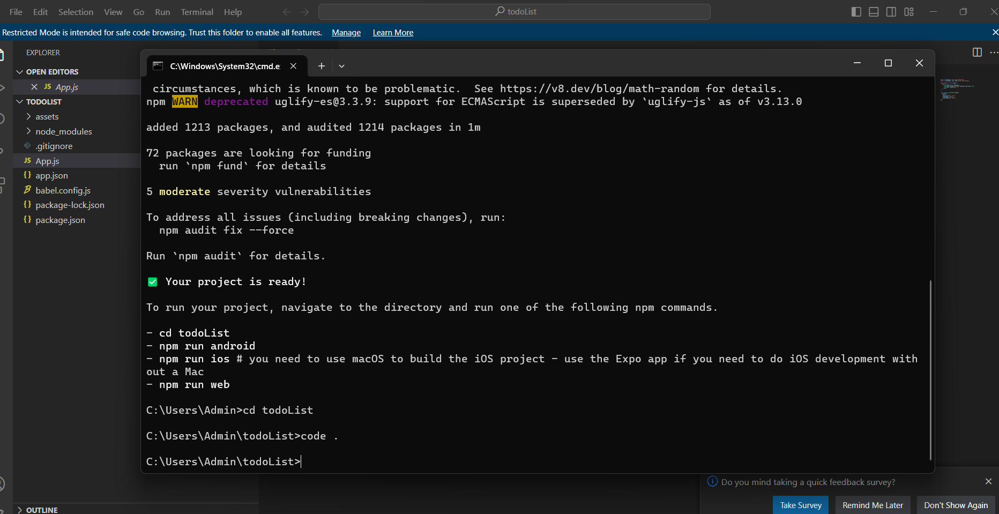 File Edit Selection View Go Run Terminal Help
todoList
Restricted Mode is intended for safe code browsing. Trust this folder to enable all features. Manage Learn More
EXPLORER
OPEN EDITORS
JS App.js
TODOLIST
assets
node_modules
.gitignore
JS App.js
{} app.json
babel.config.js
{} package-lock.json
{} package.json
OUTLINE
C:\Windows\System32\cmd.e
circumstances, which is known to be problematic.  See https://v8.dev/blog/math-random for details.
npm WARN deprecated uglify-es@3.3.9: support for ECMAScript is superseded by `uglify-js` as of v3.13.0
added 1213 packages, and audited 1214 packages in 1m
72 packages are looking for funding
run `npm fund` for details
5 moderate severity vulnerabilities
To address all issues (including breaking changes), run:
npm audit fix --force
Run `npm audit` for details.
✅ Your project is ready!
To run your project, navigate to the directory and run one of the following npm commands.
- cd todoList
- npm run android
- npm run ios # you need to use macOS to build the iOS project - use the Expo app if you need to do iOS development with
out a Mac
- npm run web
C:\Users\Admin>cd todoList
C:\Users\Admin\todoList>code .
C:\Users\Admin\todoList>
Do you mind taking a quick feedback survey?
Take Survey Remind Me Later Don't Show Again